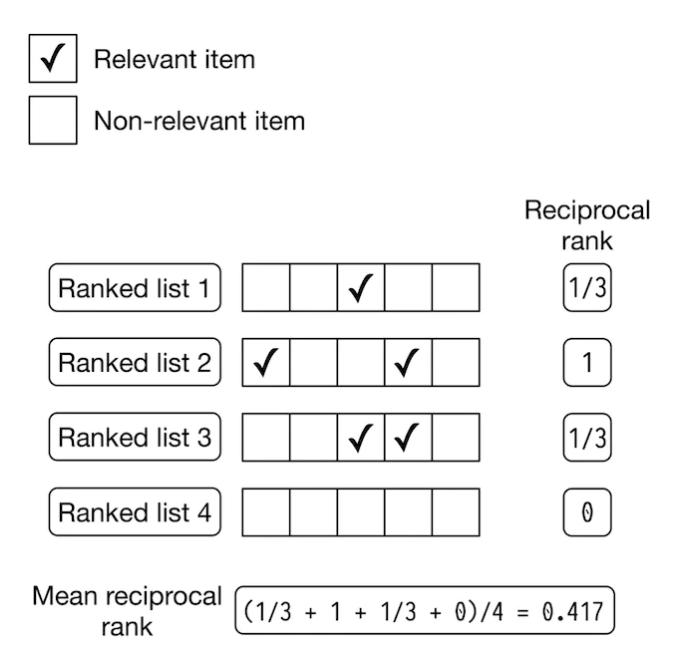 ✓ Relevant item
Non-relevant item
Reciprocal
rank
Ranked list 1 ✓ 1/3
Ranked list 2 ✓ ✓ 1
Ranked list 3 ✓ ✓ 1/3
Ranked list 4 0
Mean reciprocal
rank
(1/3 + 1 + 1/3 + 0)/4 = 0.417